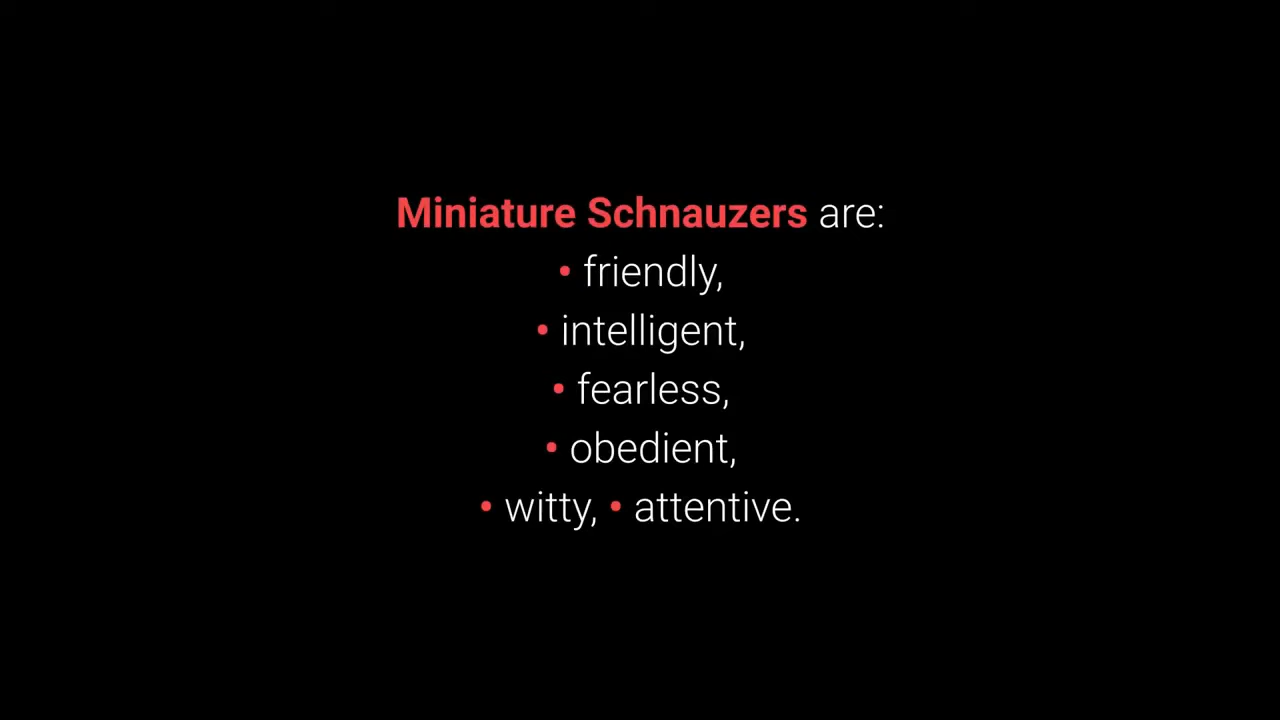 Miniature Schnauzers are:
• friendly,
• intelligent,
• fearless,
• obedient,
• witty, • attentive.